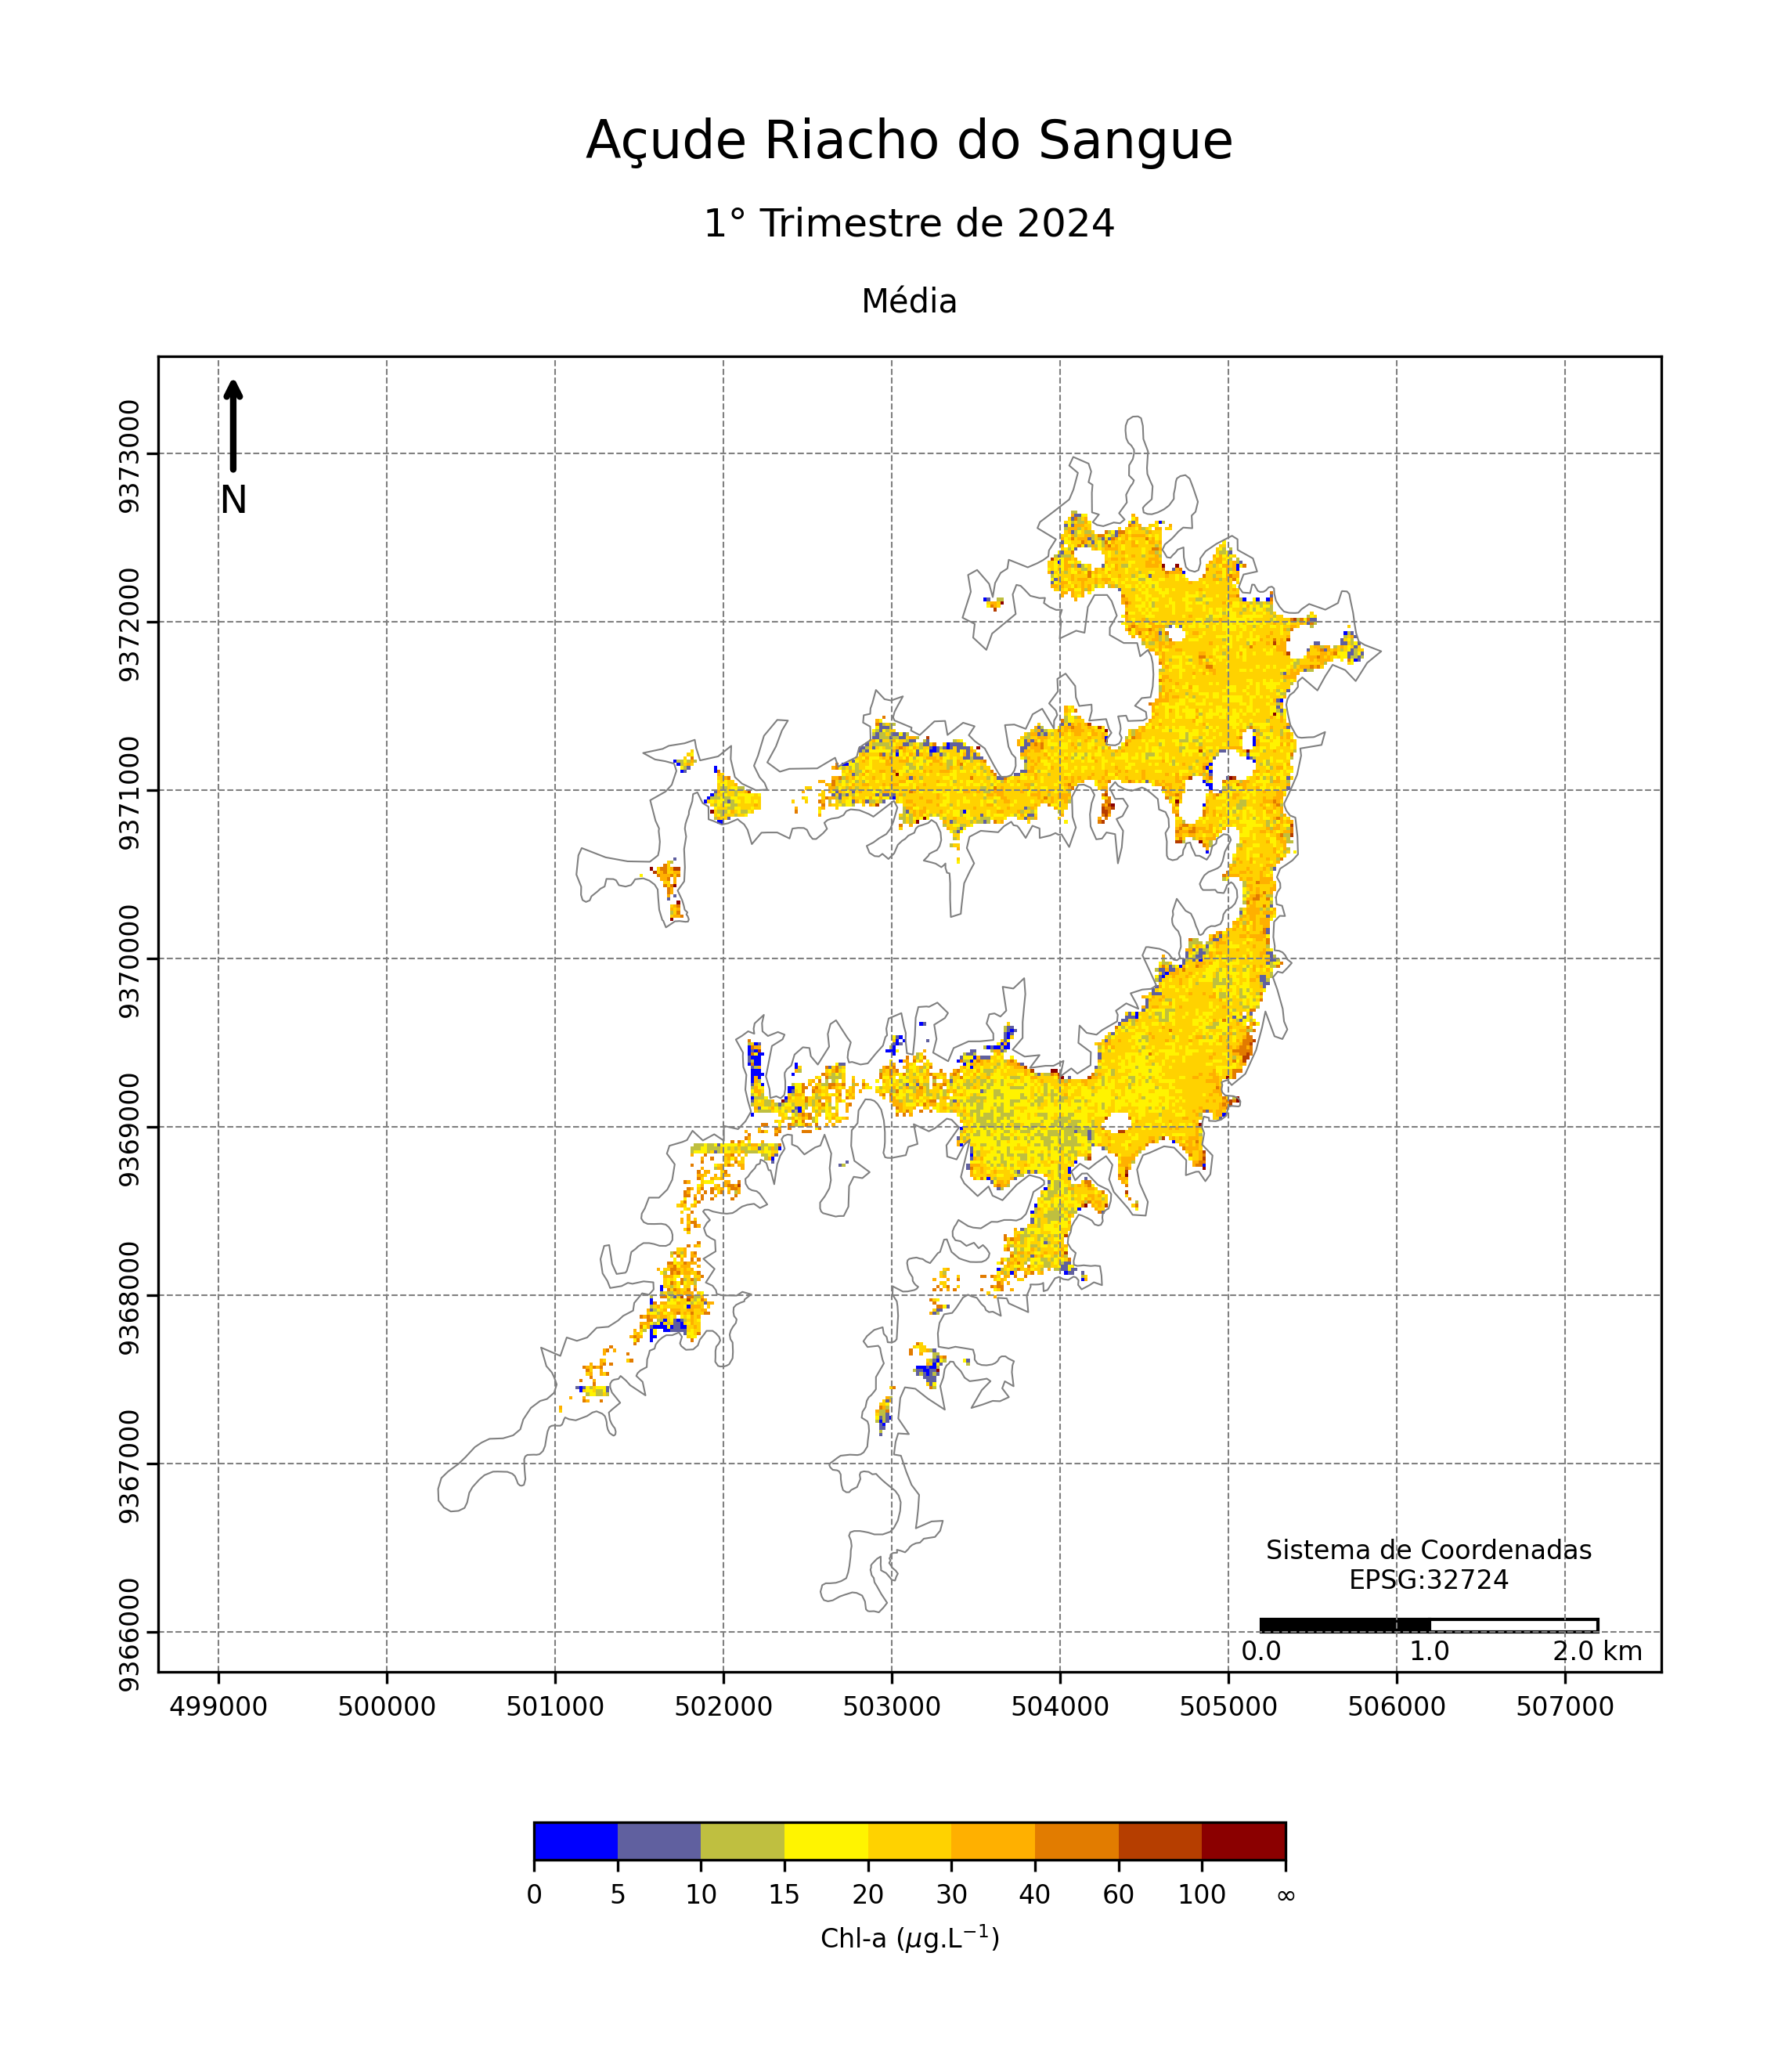 Açude Riacho do Sangue
1° Trimestre de 2024
Média
N
9373000
9372000
9371000
9370000
9369000
9368000
9367000
9366000
Sistema de Coordenadas
EPSG:32724
0.0 1.0 2.0 km
499000 500000 501000 502000 503000 504000 505000 506000 507000
0 5 10 15 20 30 40 60 100 ∞
Chl-a (μg.L⁻¹)